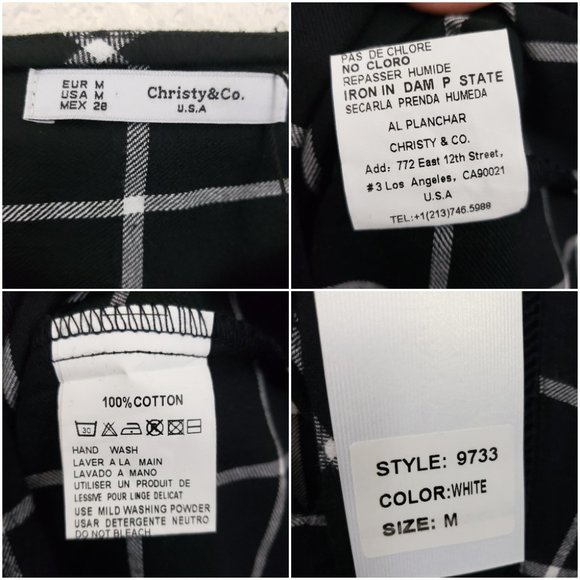 EUR M
USA M
MEX 28
Christy&Co.
U.S.A
PAS DE CHLORE
NO CLORO
REPASSER HUMIDE
IRON IN DAM P STATE
SECARLA PRENDA HUMEDA
AL PLANCHAR
CHRISTY & CO.
Add: 772 East 12th Street,
#3 Los Angeles, CA90021
U.S.A
TEL:+1(213)746.5988
100%COTTON
30
HAND WASH
LAVER A LA MAIN
LAVADO A MANO
UTILISER UN PRODUIT DE
LESSIVE POUR LINGE DELICAT
USE MILD WASHING POWDER
USAR DETERGENTE NEUTRO
DO NOT BLEACH
STYLE: 9733
COLOR:WHITE
SIZE: M